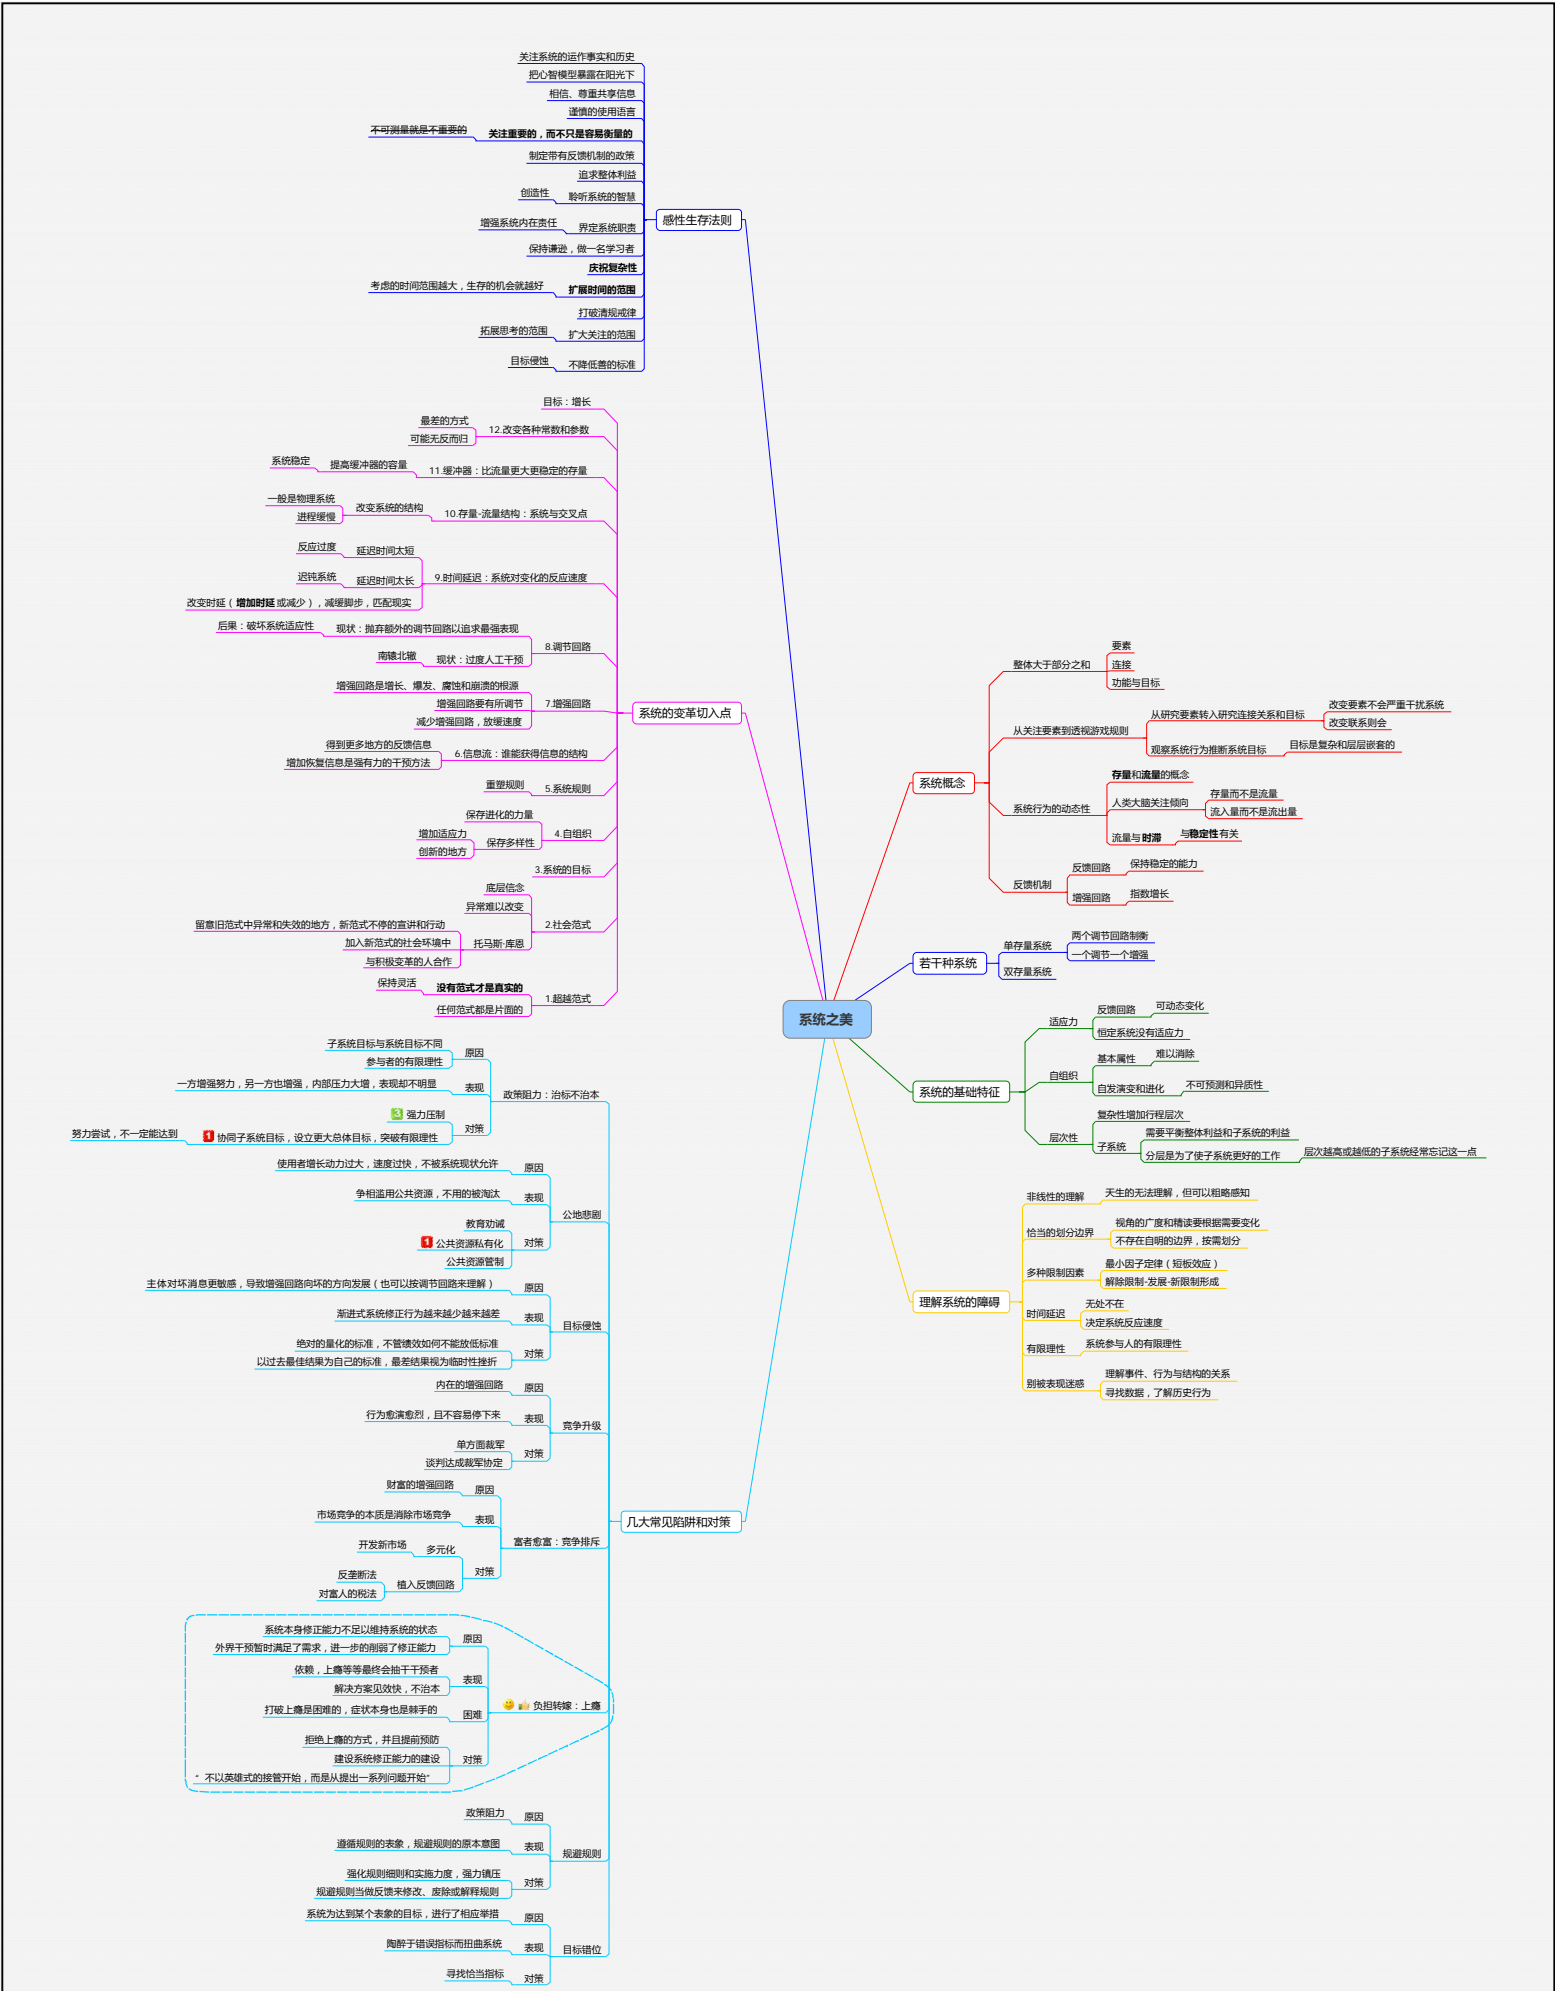 系统之美
系统概念
整体大于部分之和
要素
连接
功能与目标
从关注要素到透视游戏规则
从研究要素转入研究连接关系和目标
改变要素不会严重干扰系统
改变联系则会
观察系统行为推断系统目标
目标是复杂和层层嵌套的
系统行为的动态性
存量和流量的概念
人类大脑关注倾向
存量而不是流量
流入量而不是流出量
流量与时滞
与稳定性有关
反馈机制
反馈回路
保持稳定的能力
增强回路
指数增长
若干种系统
单存量系统
两个调节回路制衡
一个调节一个增强
双存量系统
系统的基础特征
适应力
反馈回路
可动态变化
恒定系统没有适应力
自组织
基本属性
难以消除
自发演变和进化
不可预测和异质性
层次性
复杂性增加行程层次
子系统
需要平衡整体利益和子系统的利益
分层是为了使子系统更好的工作
层次越高或越低的子系统经常忘记这一点
理解系统的障碍
非线性的理解
天生的无法理解，但可以粗略感知
恰当的划分边界
视角的广度和精读要根据需要变化
不存在自明的边界，按需划分
多种限制因素
最小因子定律（短板效应）
解除限制-发展-新限制形成
时间延迟
无处不在
决定系统反应速度
有限理性
系统参与人的有限理性
别被表现迷惑
理解事件、行为与结构的关系
寻找数据，了解历史行为
感性生存法则
关注系统的运作事实和历史
把心智模型暴露在阳光下
相信、尊重共享信息
谨慎的使用语言
关注重要的，而不只是容易衡量的
不可测量就是不重要的
制定带有反馈机制的政策
追求整体利益
聆听系统的智慧
创造性
界定系统职责
增强系统内在责任
保持谦逊，做一名学习者
庆祝复杂性
扩展时间的范围
考虑的时间范围越大，生存的机会就越好
打破清规戒律
扩大关注的范围
拓展思考的范围
不降低善的标准
目标侵蚀
系统的变革切入点
目标：增长
12.改变各种常数和参数
最差的方式
可能无反而归
11.缓冲器：比流量更大更稳定的存量
提高缓冲器的容量
系统稳定
10.存量-流量结构：系统与交叉点
改变系统的结构
一般是物理系统
进程缓慢
9.时间延迟：系统对变化的反应速度
延迟时间太短
反应过度
延迟时间太长
迟钝系统
改变时延（增加时延或减少），减缓脚步，匹配现实
8.调节回路
现状：抛弃额外的调节回路以追求最强表现
后果：破坏系统适应性
现状：过度人工干预
南辕北辙
7.增强回路
增强回路是增长、爆发、腐蚀和崩溃的根源
增强回路要有所调节
减少增强回路，放缓速度
6.信息流：谁能获得信息的结构
得到更多地方的反馈信息
增加恢复信息是强有力的干预方法
5.系统规则
重塑规则
4.自组织
保存进化的力量
保存多样性
增加适应力
创新的地方
3.系统的目标
2.社会范式
底层信念
异常难以改变
托马斯·库恩
留意旧范式中异常和失效的地方，新范式不停的宣讲和行动
加入新范式的社会环境中
与积极变革的人合作
1.超越范式
没有范式才是真实的
保持灵活
任何范式都是片面的
几大常见陷阱和对策
政策阻力：治标不治本
原因
子系统目标与系统目标不同
参与者的有限理性
表现
一方增强努力，另一方也增强，内部压力大增，表现却不明显
对策
3 强力压制
1 协同子系统目标，设立更大总体目标，突破有限理性
努力尝试，不一定能达到
公地悲剧
原因
使用者增长动力过大，速度过快，不被系统现状允许
表现
争相滥用公共资源，不用的被淘汰
对策
教育劝诫
1 公共资源私有化
公共资源管制
目标侵蚀
原因
主体对坏消息更敏感，导致增强回路向坏的方向发展（也可以按调节回路来理解）
表现
渐进式系统修正行为越来越少越来越差
对策
绝对的量化的标准，不管绩效如何不能放低标准
以过去最佳结果为自己的标准，最差结果视为临时性挫折
竞争升级
原因
内在的增强回路
表现
行为愈演愈烈，且不容易停下来
对策
单方面裁军
谈判达成裁军协定
富者愈富：竞争排斥
原因
财富的增强回路
表现
市场竞争的本质是消除市场竞争
对策
多元化
开发新市场
植入反馈回路
反垄断法
对富人的税法
负担转嫁：上瘾
原因
系统本身修正能力不足以维持系统的状态
外界干预暂时满足了需求，进一步的削弱了修正能力
表现
依赖，上瘾等等最终会抽干干预者
解决方案见效快，不治本
困难
打破上瘾是困难的，症状本身也是棘手的
对策
拒绝上瘾的方式，并且提前预防
建设系统修正能力的建设
“ 不以英雄式的接管开始，而是从提出一系列问题开始”
规避规则
原因
政策阻力
表现
遵循规则的表象，规避规则的原本意图
对策
强化规则细则和实施力度，强力镇压
规避规则当做反馈来修改、废除或解释规则
目标错位
原因
系统为达到某个表象的目标，进行了相应举措
表现
陶醉于错误指标而扭曲系统
对策
寻找恰当指标